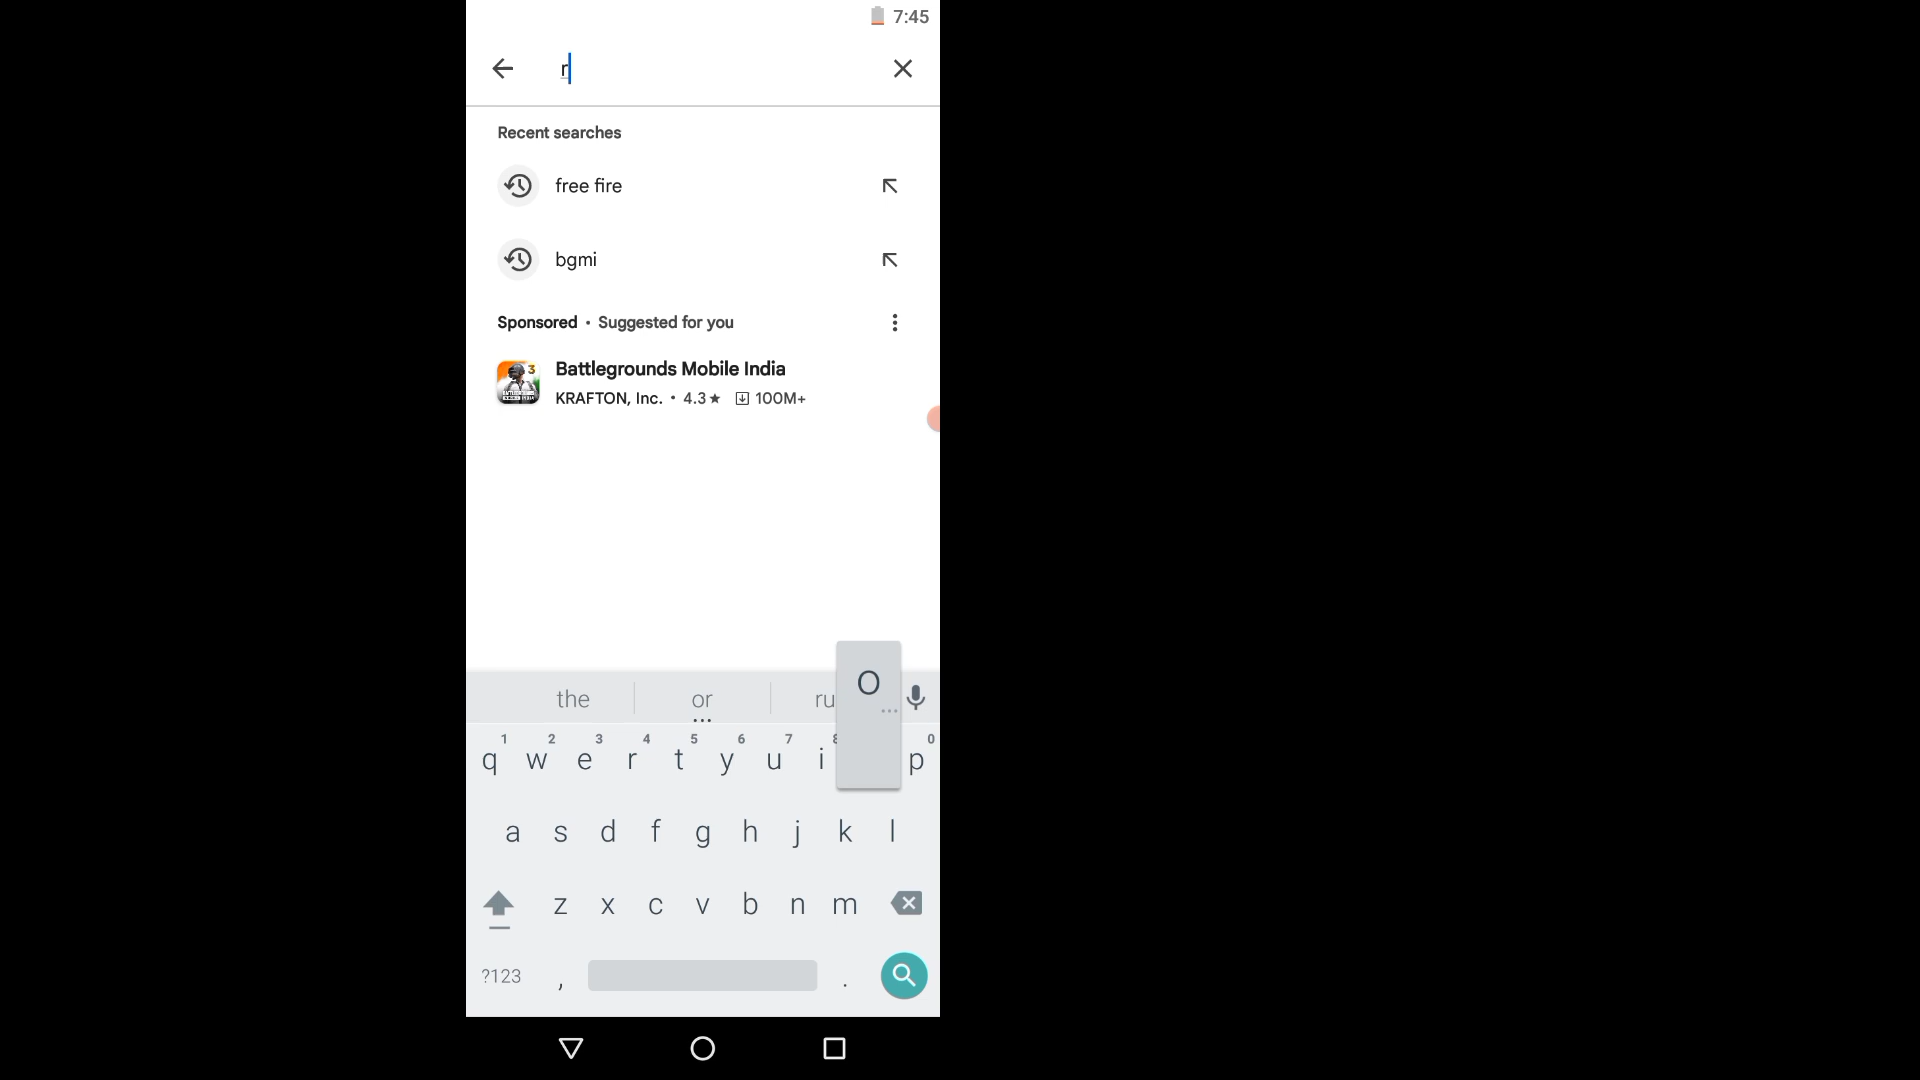 7:45
r
Recent searches
free fire
bgmi
Sponsored • Suggested for you
Battlegrounds Mobile India
KRAFTON, Inc. • 4.3★ 100M+
O
the or ru
1 2 3 4 5 6 7 8 0
q w e r t y u i p
a s d f g h j k l
z x c v b n m
?123 , .